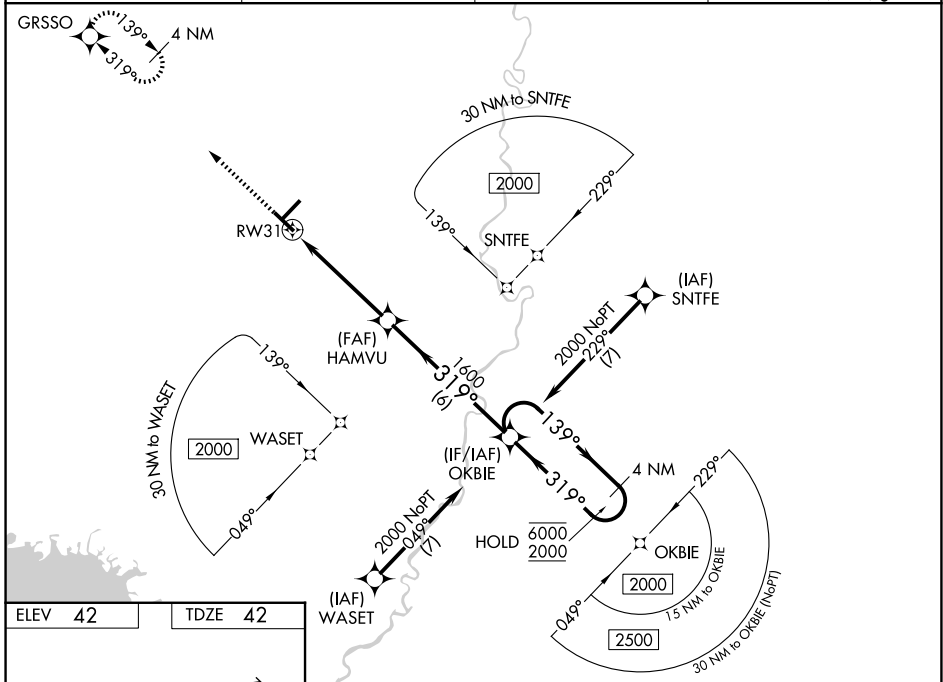 GRSSO
139°
319°
4 NM
30 NM to SNTFE
2000
139°
229°
SNTFE
RW31
(IAF)
SNTFE
2000 NoPT
229°
(7)
(FAF)
HAMVU
1600
319°
(6)
30 NM to WASET
139°
2000
WASET
049°
(IF/IAF)
OKBIE
139°
319°
4 NM
HOLD
6000
2000
2000 NoPT
049°
(7)
(IAF)
WASET
229°
OKBIE
049°
2000
15 NM to OKBIE
2500
30 NM to OKBIE (NoPT)
ELEV 42
TDZE 42